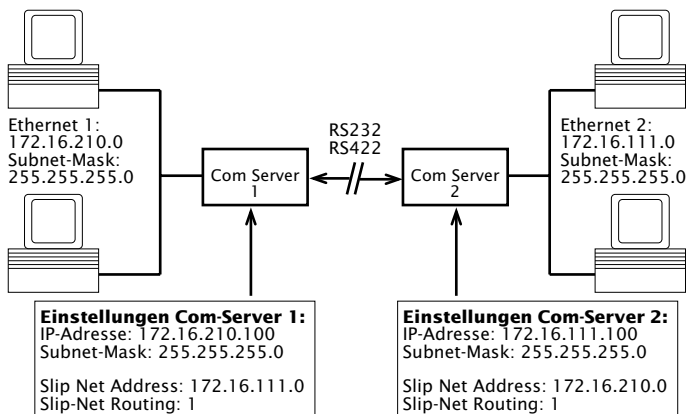 Ethernet 1:
172.16.210.0
Subnet-Mask:
255.255.255.0
RS232
RS422
Ethernet 2:
172.16.111.0
Subnet-Mask:
255.255.255.0
Com Server
1
Com Server
2
Einstellungen Com-Server 1:
IP-Adresse: 172.16.210.100
Subnet-Mask: 255.255.255.0
Slip Net Address: 172.16.111.0
Slip-Net Routing: 1
Einstellungen Com-Server 2:
IP-Adresse: 172.16.111.100
Subnet-Mask: 255.255.255.0
Slip Net Address: 172.16.210.0
Slip-Net Routing: 1